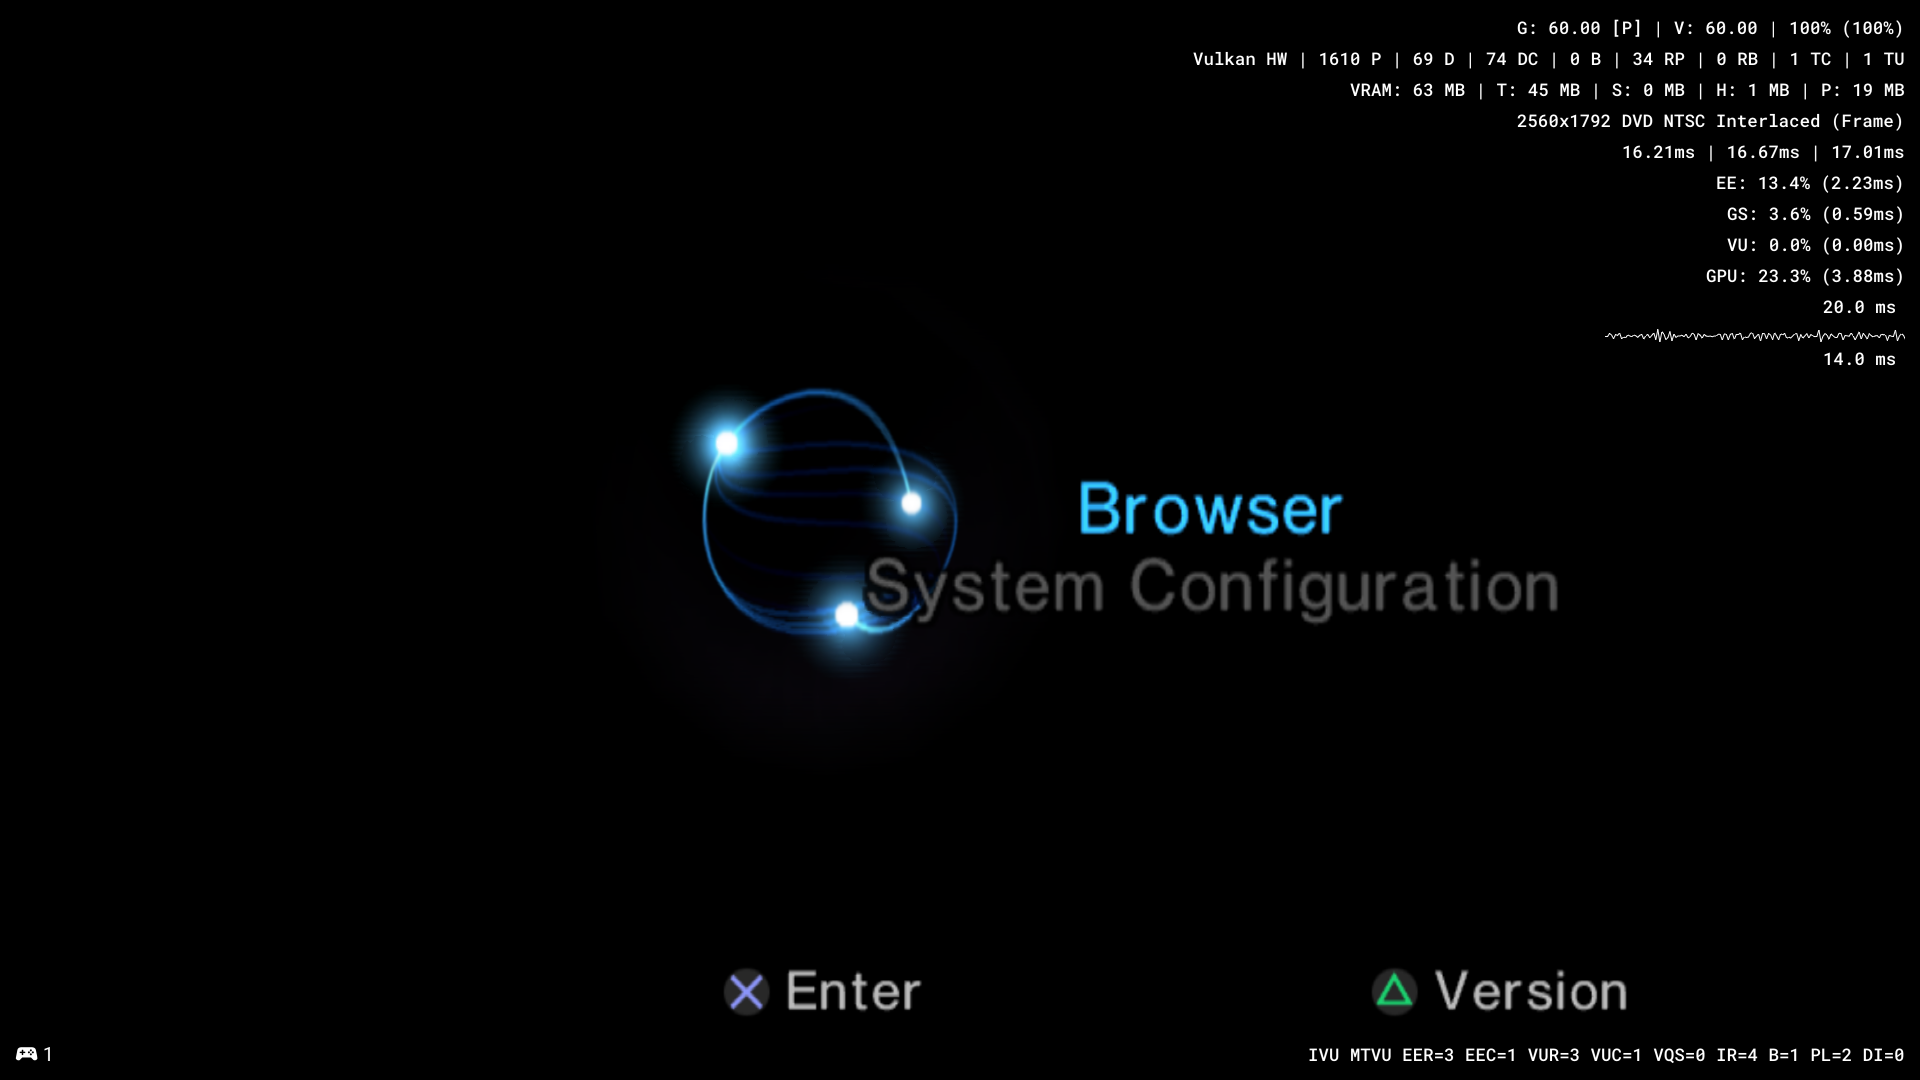 G: 60.00 [P] | V: 60.00 | 100% (100%)
Vulkan HW | 1610 P | 69 D | 74 DC | 0 B | 34 RP | 0 RB | 1 TC | 1 TU
VRAM: 63 MB | T: 45 MB | S: 0 MB | H: 1 MB | P: 19 MB
2560x1792 DVD NTSC Interlaced (Frame)
16.21ms | 16.67ms | 17.01ms
EE: 13.4% (2.23ms)
GS: 3.6% (0.59ms)
VU: 0.0% (0.00ms)
GPU: 23.3% (3.88ms)
20.0 ms
14.0 ms
Browser
System Configuration
Enter
Version
1
IVU MTVU EER=3 EEC=1 VUR=3 VUC=1 VQS=0 IR=4 B=1 PL=2 DI=0